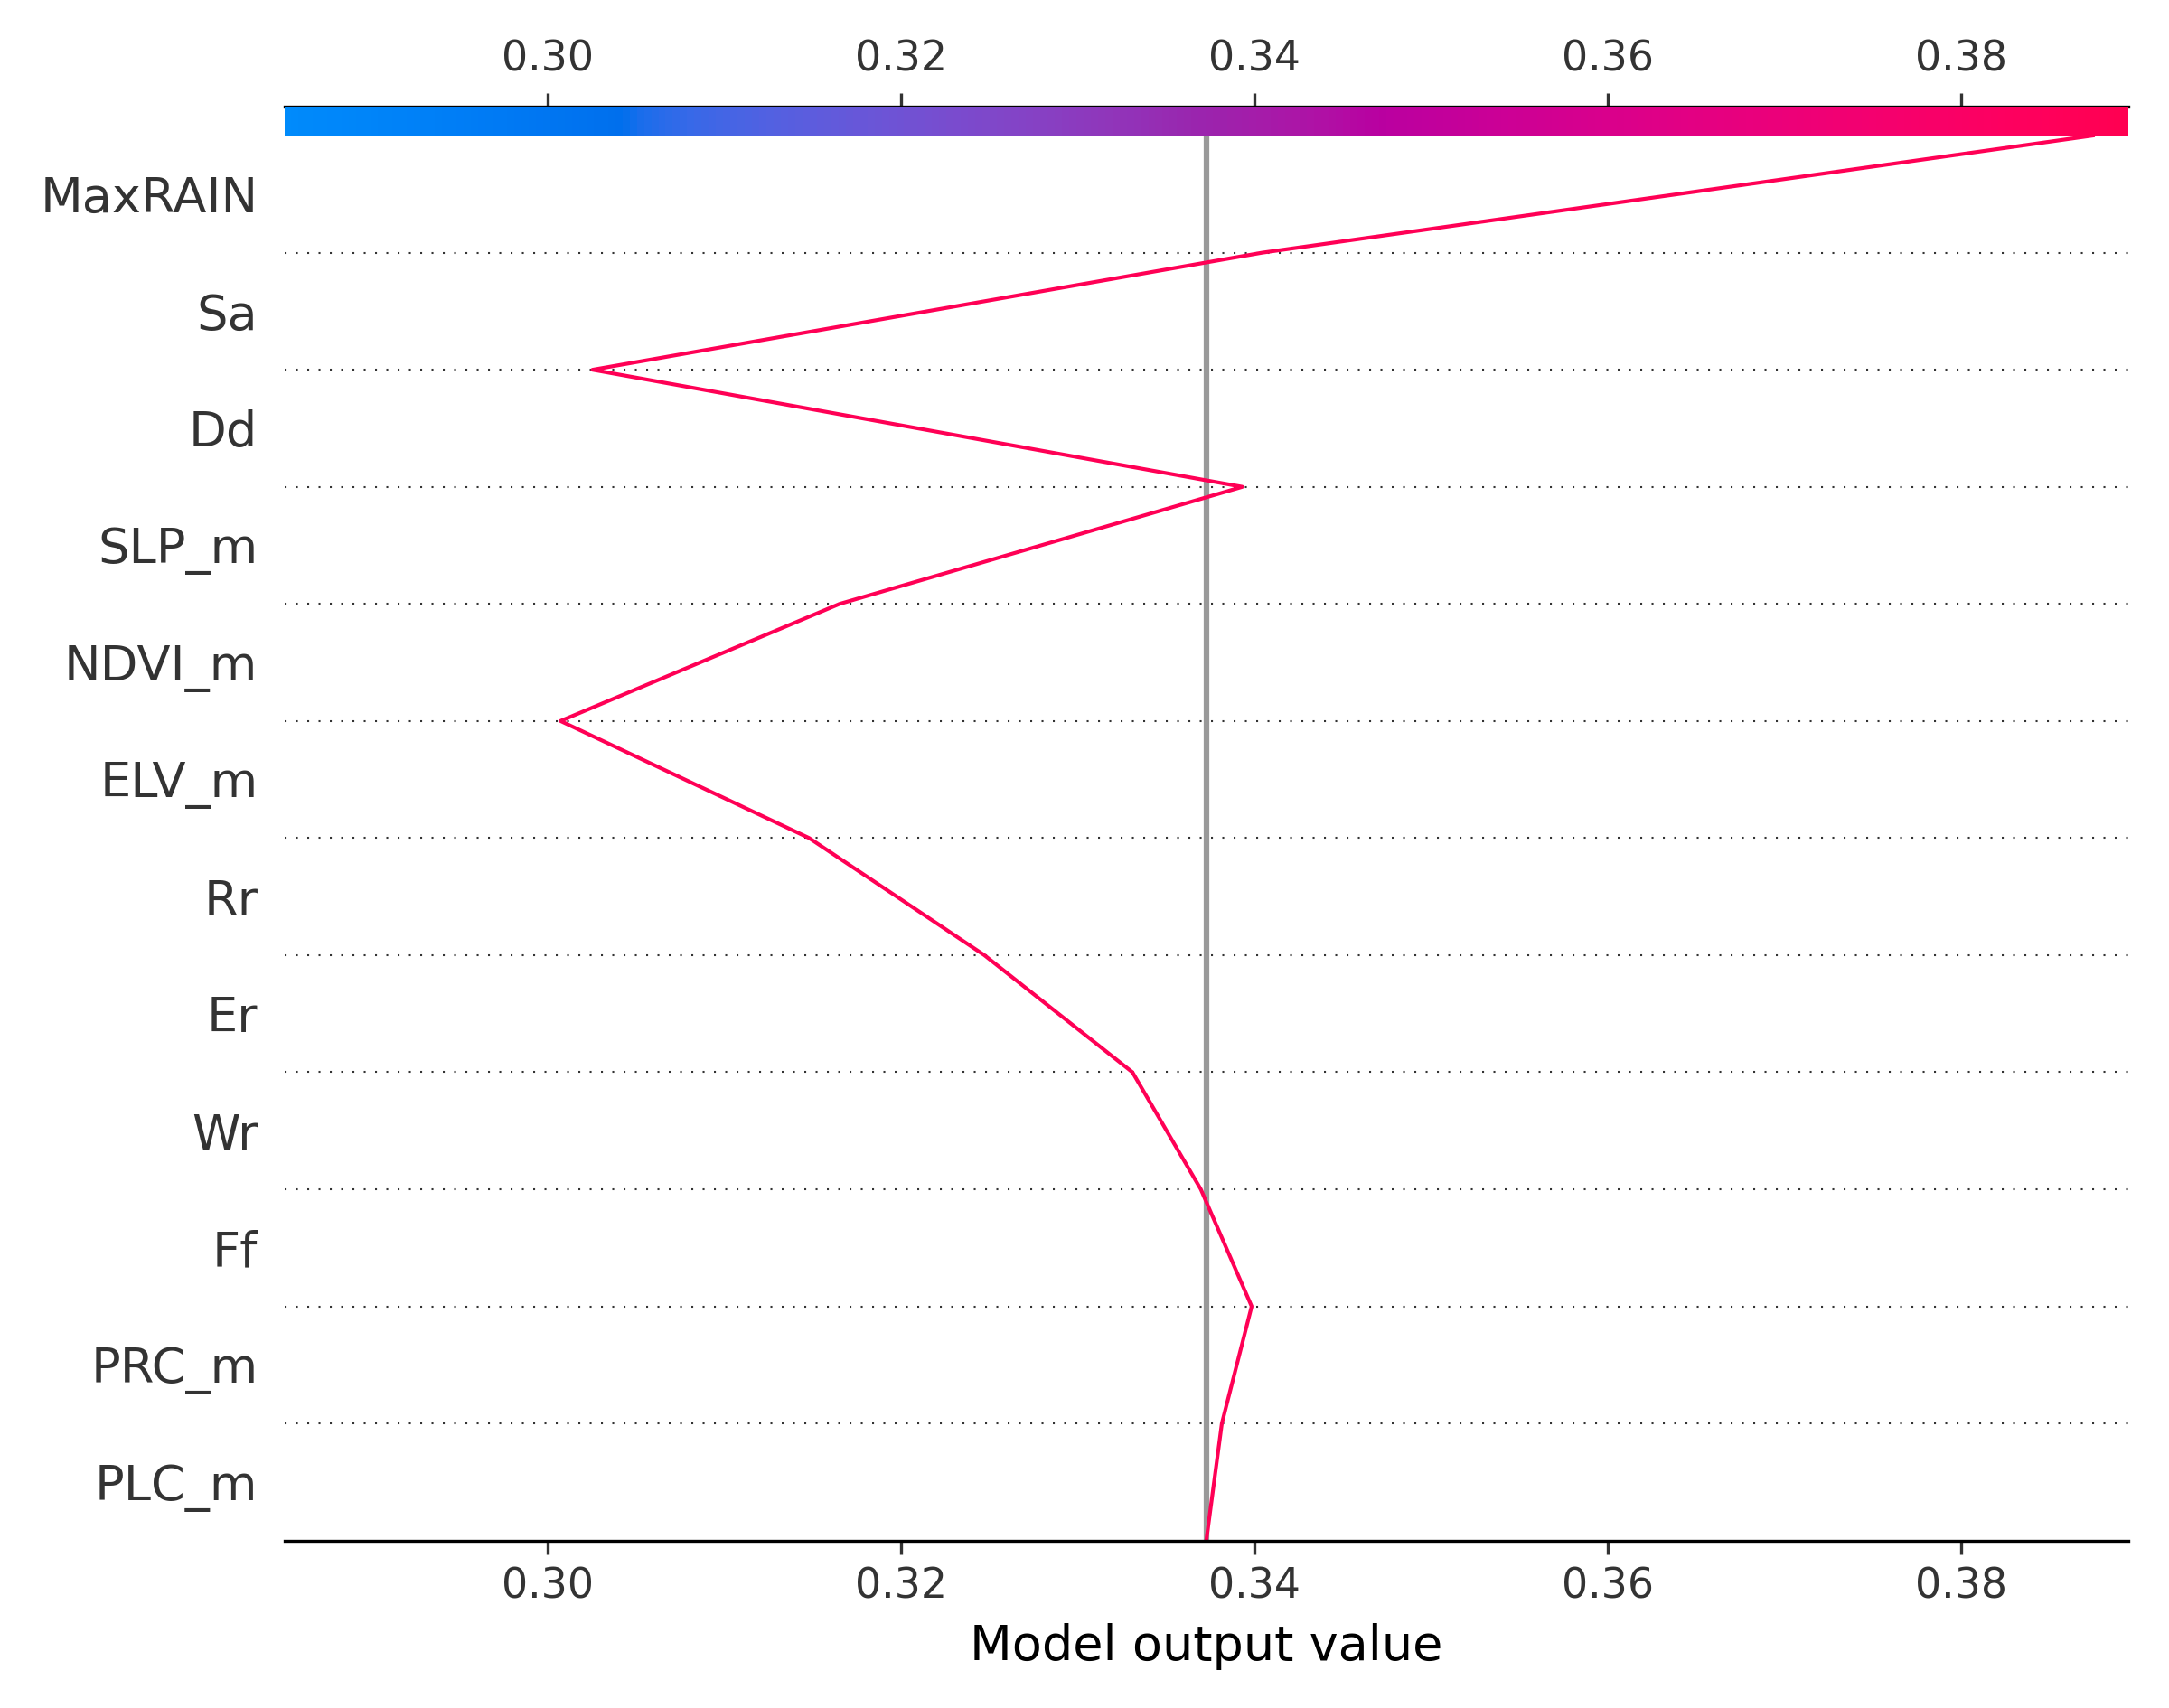 0.30 0.32 0.34 0.36 0.38
MaxRAIN
Sa
Dd
SLP_m
NDVI_m
ELV_m
Rr
Er
Wr
Ff
PRC_m
PLC_m
0.30 0.32 0.34 0.36 0.38
Model output value